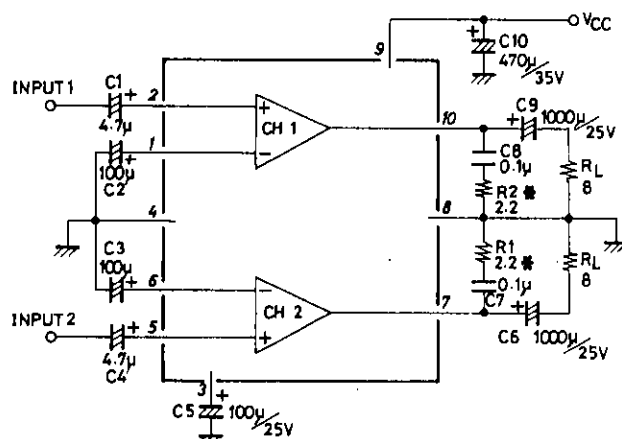 VCC
9
+ C10
470µ
35V
INPUT 1
C1
+
2
4.7µ
+
CH 1
10
C9
+ 1000µ
25V
1
+
100µ
C2
−
C8
0.1µ
R2 *
2.2
RL
8
4
8
C3
100µ
+
6
−
R1
2.2 *
0.1µ
C7
RL
8
CH 2
7
+
C6
1000µ
25V
INPUT 2
+
5
4.7µ
C4
+
3
+
C5
100µ
25V